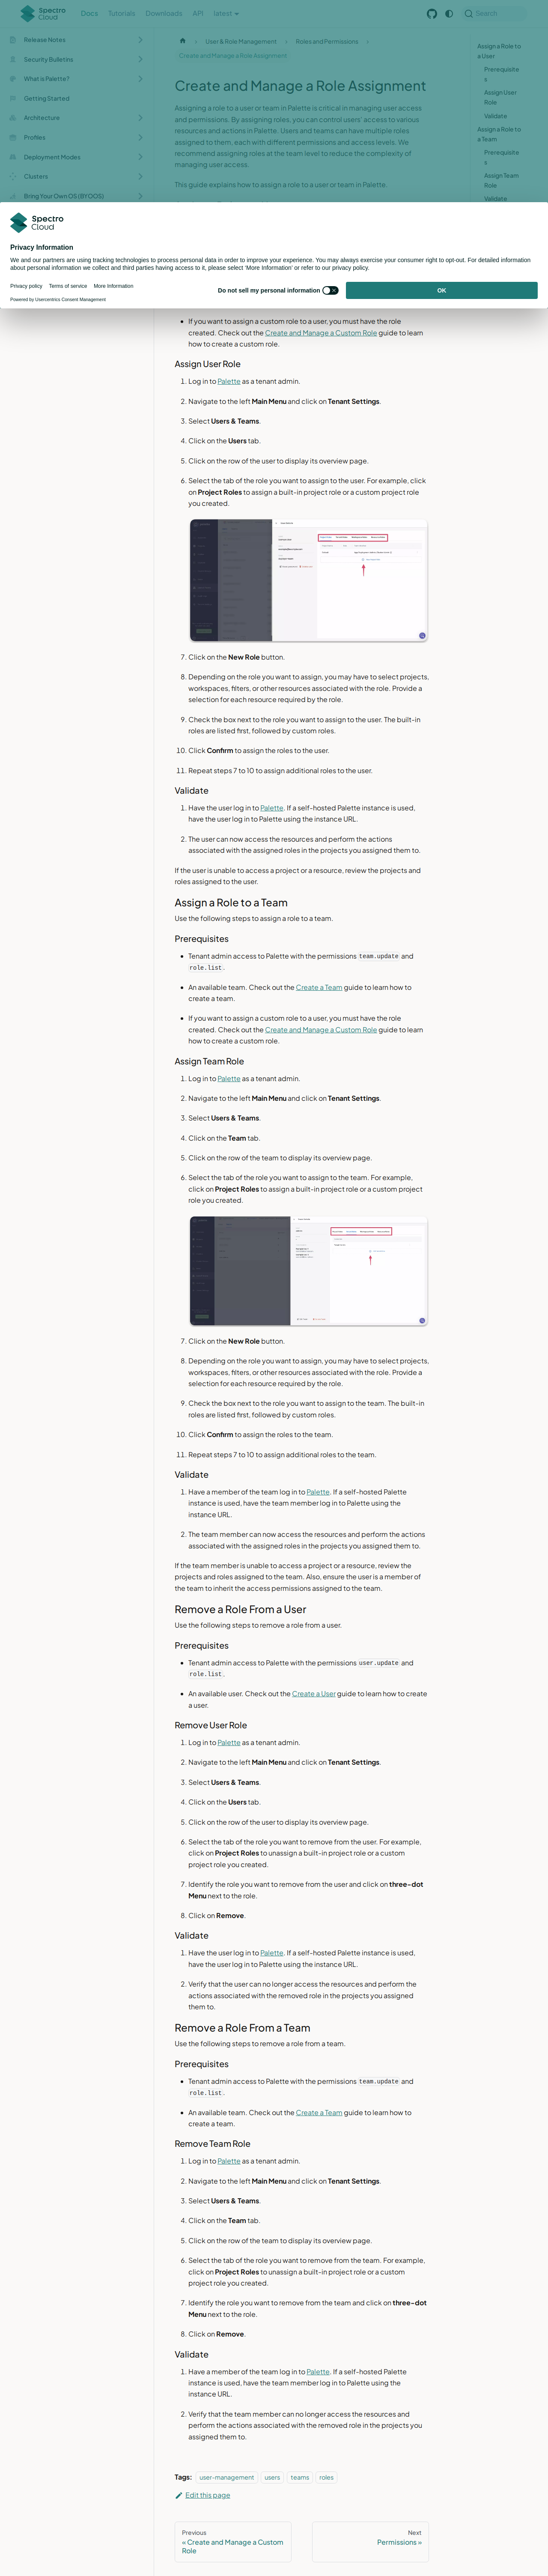 Spectro Cloud
Docs
Tutorials
Downloads
API
latest
Search
Release Notes
Security Bulletins
What is Palette?
Getting Started
Architecture
Profiles
Deployment Modes
Clusters
Bring Your Own OS (BYOOS)
User & Role Management
Roles and Permissions
Create and Manage a Role Assignment
Create and Manage a Role Assignment
Assigning a role to a user or team in Palette is critical in managing user access
and permissions. By assigning roles, you can control users' access to various
resources and actions in Palette. Users and teams can have multiple roles
assigned to them, each with different permissions and access levels. We
recommend assigning roles at the team level to reduce the complexity of
managing user access.
This guide explains how to assign a role to a user or team in Palette.
Assign a Role to
a User
Prerequisite
s
Assign User
Role
Validate
Assign a Role to
a Team
Prerequisite
s
Assign Team
Role
Validate
Spectro
Cloud
Privacy Information
We and our partners are using tracking technologies to process personal data in order to improve your experience. You may always exercise your consumer right to opt-out. For detailed information
about personal information we collect and third parties having access to it, please select 'More Information' or refer to our privacy policy.
Privacy policy
Terms of service
More Information
Powered by Usercentrics Consent Management
Do not sell my personal information
OK
If you want to assign a custom role to a user, you must have the role
created. Check out the Create and Manage a Custom Role guide to learn
how to create a custom role.
Assign User Role
1. Log in to Palette as a tenant admin.
2. Navigate to the left Main Menu and click on Tenant Settings.
3. Select Users & Teams.
4. Click on the Users tab.
5. Click on the row of the user to display its overview page.
6. Select the tab of the role you want to assign to the user. For example, click
on Project Roles to assign a built-in project role or a custom project role
you created.
7. Click on the New Role button.
8. Depending on the role you want to assign, you may have to select projects,
workspaces, filters, or other resources associated with the role. Provide a
selection for each resource required by the role.
9. Check the box next to the role you want to assign to the user. The built-in
roles are listed first, followed by custom roles.
10. Click Confirm to assign the roles to the user.
11. Repeat steps 7 to 10 to assign additional roles to the user.
Validate
1. Have the user log in to Palette. If a self-hosted Palette instance is used,
have the user log in to Palette using the instance URL.
2. The user can now access the resources and perform the actions
associated with the assigned roles in the projects you assigned them to.
If the user is unable to access a project or a resource, review the projects and
roles assigned to the user.
Assign a Role to a Team
Use the following steps to assign a role to a team.
Prerequisites
Tenant admin access to Palette with the permissions team.update and
role.list.
An available team. Check out the Create a Team guide to learn how to
create a team.
If you want to assign a custom role to a user, you must have the role
created. Check out the Create and Manage a Custom Role guide to learn
how to create a custom role.
Assign Team Role
1. Log in to Palette as a tenant admin.
2. Navigate to the left Main Menu and click on Tenant Settings.
3. Select Users & Teams.
4. Click on the Team tab.
5. Click on the row of the team to display its overview page.
6. Select the tab of the role you want to assign to the team. For example,
click on Project Roles to assign a built-in project role or a custom project
role you created.
7. Click on the New Role button.
8. Depending on the role you want to assign, you may have to select projects,
workspaces, filters, or other resources associated with the role. Provide a
selection for each resource required by the role.
9. Check the box next to the role you want to assign to the team. The built-in
roles are listed first, followed by custom roles.
10. Click Confirm to assign the roles to the team.
11. Repeat steps 7 to 10 to assign additional roles to the team.
Validate
1. Have a member of the team log in to Palette. If a self-hosted Palette
instance is used, have the team member log in to Palette using the
instance URL.
2. The team member can now access the resources and perform the actions
associated with the assigned roles in the projects you assigned them to.
If the team member is unable to access a project or a resource, review the
projects and roles assigned to the team. Also, ensure the user is a member of
the team to inherit the access permissions assigned to the team.
Remove a Role From a User
Use the following steps to remove a role from a user.
Prerequisites
Tenant admin access to Palette with the permissions user.update and
role.list.
An available user. Check out the Create a User guide to learn how to create
a user.
Remove User Role
1. Log in to Palette as a tenant admin.
2. Navigate to the left Main Menu and click on Tenant Settings.
3. Select Users & Teams.
4. Click on the Users tab.
5. Click on the row of the user to display its overview page.
6. Select the tab of the role you want to remove from the user. For example,
click on Project Roles to unassign a built-in project role or a custom
project role you created.
7. Identify the role you want to remove from the user and click on three-dot
Menu next to the role.
8. Click on Remove.
Validate
1. Have the user log in to Palette. If a self-hosted Palette instance is used,
have the user log in to Palette using the instance URL.
2. Verify that the user can no longer access the resources and perform the
actions associated with the removed role in the projects you assigned
them to.
Remove a Role From a Team
Use the following steps to remove a role from a team.
Prerequisites
Tenant admin access to Palette with the permissions team.update and
role.list.
An available team. Check out the Create a Team guide to learn how to
create a team.
Remove Team Role
1. Log in to Palette as a tenant admin.
2. Navigate to the left Main Menu and click on Tenant Settings.
3. Select Users & Teams.
4. Click on the Team tab.
5. Click on the row of the team to display its overview page.
6. Select the tab of the role you want to remove from the team. For example,
click on Project Roles to unassign a built-in project role or a custom
project role you created.
7. Identify the role you want to remove from the team and click on three-dot
Menu next to the role.
8. Click on Remove.
Validate
1. Have a member of the team log in to Palette. If a self-hosted Palette
instance is used, have the team member log in to Palette using the
instance URL.
2. Verify that the team member can no longer access the resources and
perform the actions associated with the removed role in the projects you
assigned them to.
Tags: user-management users teams roles
Edit this page
Previous
« Create and Manage a Custom
Role
Next
Permissions »